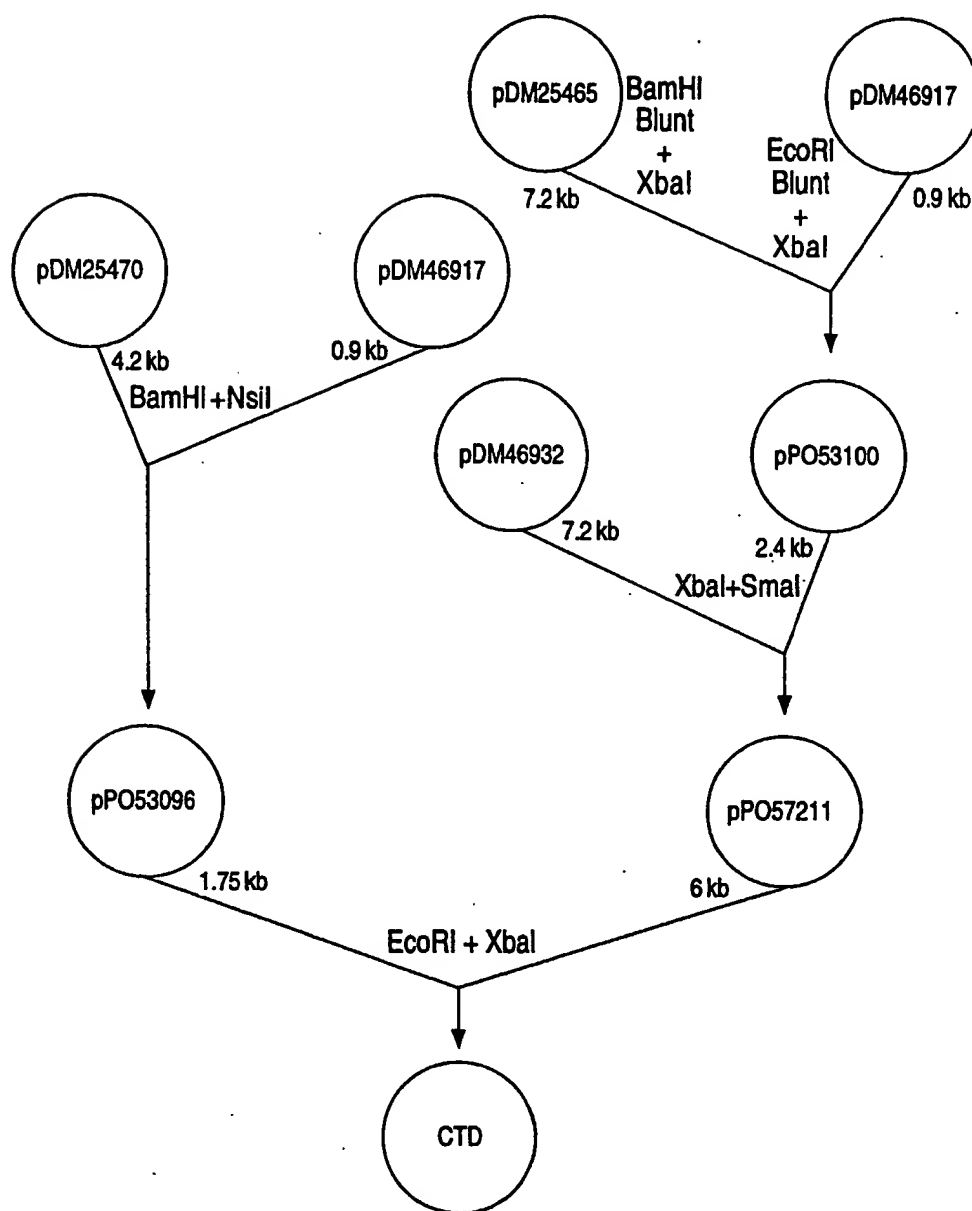 pDM25465
BamHI
Blunt
+
XbaI
pDM46917
EcoRI
Blunt
+
XbaI
7.2 kb
0.9 kb
pDM25470
pDM46917
4.2 kb
0.9 kb
BamHI +NsiI
pDM46932
pPO53100
7.2 kb
2.4 kb
XbaI+SmaI
pPO53096
pPO57211
1.75 kb
6 kb
EcoRI + XbaI
CTD